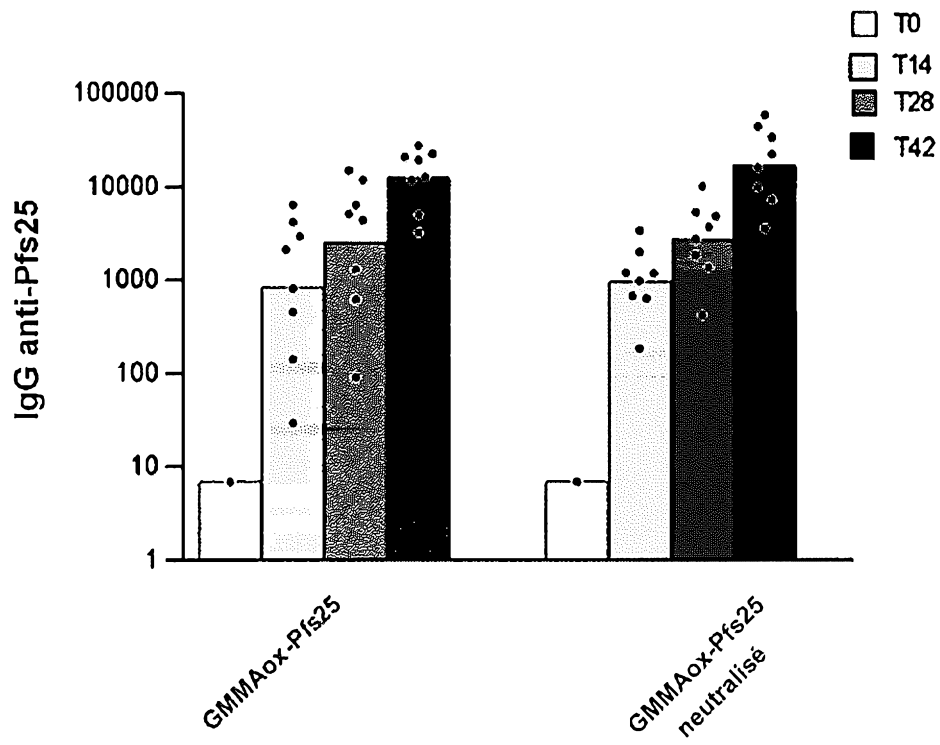 T0
T14
T28
T42
100000
10000
1000
100
10
1
IgG anti-Pfs25
GMMAox-Pfs25
GMMAox-Pfs25
neutralisé